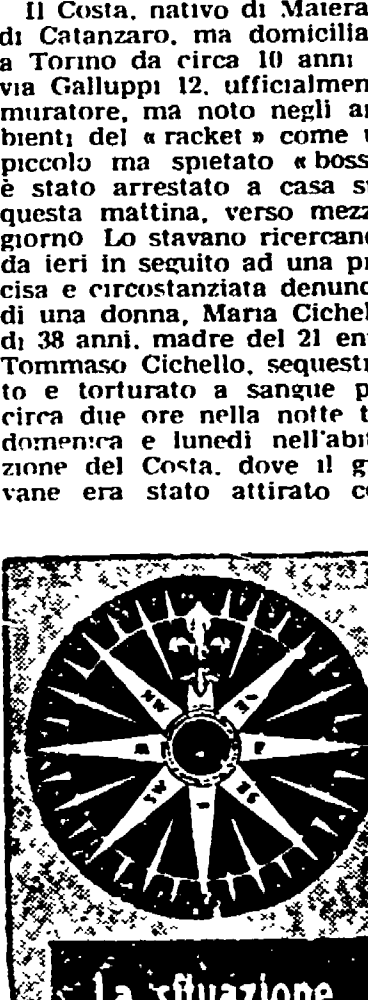 Il Costa, nativo di Maiera
di Catanzaro, ma domicilia
a Torino da circa 10 anni
via Galluppi 12, ufficialmen
muratore, ma noto negli a
bienti del « racket » come
piccolo ma spietato « boss
è stato arrestato a casa s
questa mattina, verso mezz
giorno Lo stavano ricercan
da ieri in seguito ad una pr
cisa e circostanziata denunc
di una donna, Maria Cichel
di 38 anni, madre del 21 en
Tommaso Cichello, sequestr
to e torturato a sangue p
circa due ore nella notte t
domenica e lunedì nell'abit
zione del Costa, dove il g
vane era stato attirato c
La situazione